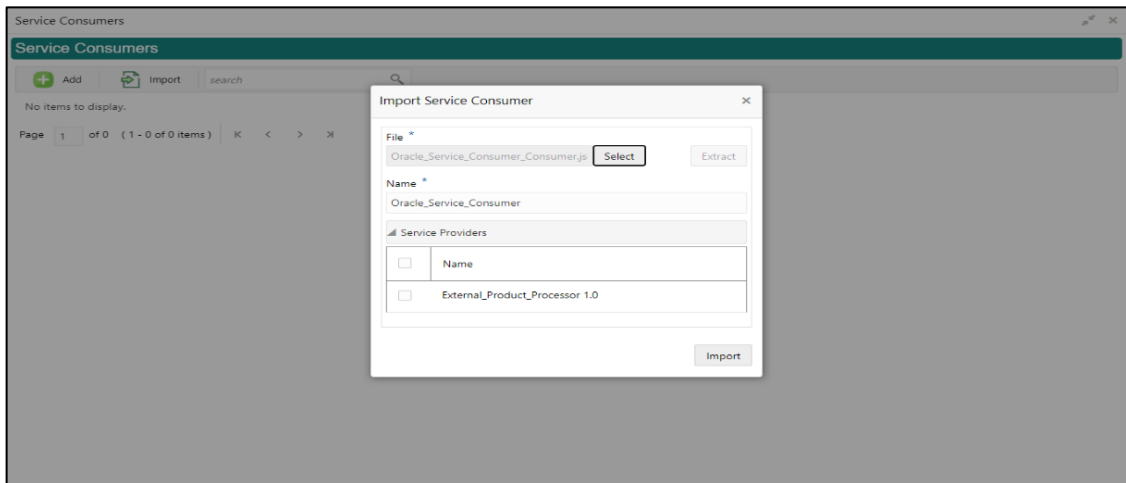 Service Consumers
Service Consumers
Add Import search
No items to display.
Page 1 of 0 (1 - 0 of 0 items) K < > >|
Import Service Consumer ×
File *
Oracle_Service_Consumer_Consumer.js Select Extract
Name *
Oracle_Service_Consumer
Service Providers
Name
External_Product_Processor 1.0
Import